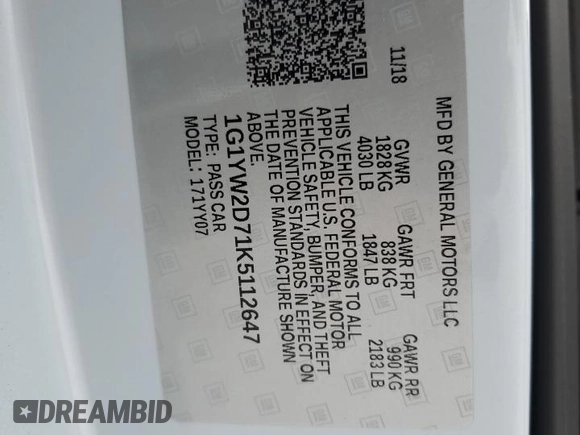 MFD BY GENERAL MOTORS LLC
11/18 GVWR GAWR FRT GAWR RR
1828 KG 838 KG 990 KG
4030 LB 1847 LB 2183 LB
THIS VEHICLE CONFORMS TO ALL
APPLICABLE U.S. FEDERAL MOTOR
VEHICLE SAFETY, BUMPER, AND THEFT
PREVENTION STANDARDS IN EFFECT ON
THE DATE OF MANUFACTURE SHOWN
ABOVE.
1G1YW2D71K5112647
TYPE: PASS CAR
MODEL: 171YY07
DREAMBID